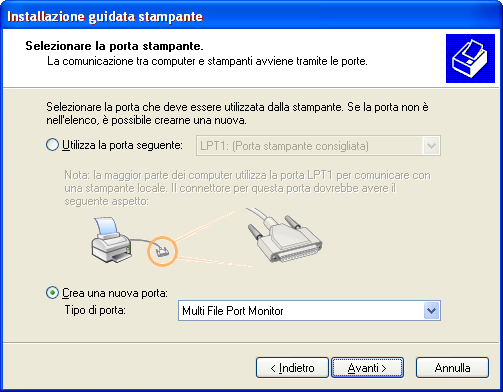 Installazione guidata stampante
Selezionare la porta stampante.
La comunicazione tra computer e stampanti avviene tramite le porte.
Selezionare la porta che deve essere utilizzata dalla stampante. Se la porta non è
nell'elenco, è possibile crearne una nuova.
Utilizza la porta seguente:
LPT1: (Porta stampante consigliata)
Nota: la maggior parte dei computer utilizza la porta LPT1 per comunicare con
una stampante locale. Il connettore per questa porta dovrebbe avere il
seguente aspetto:
Crea una nuova porta:
Tipo di porta:
Multi File Port Monitor
< Indietro
Avanti >
Annulla